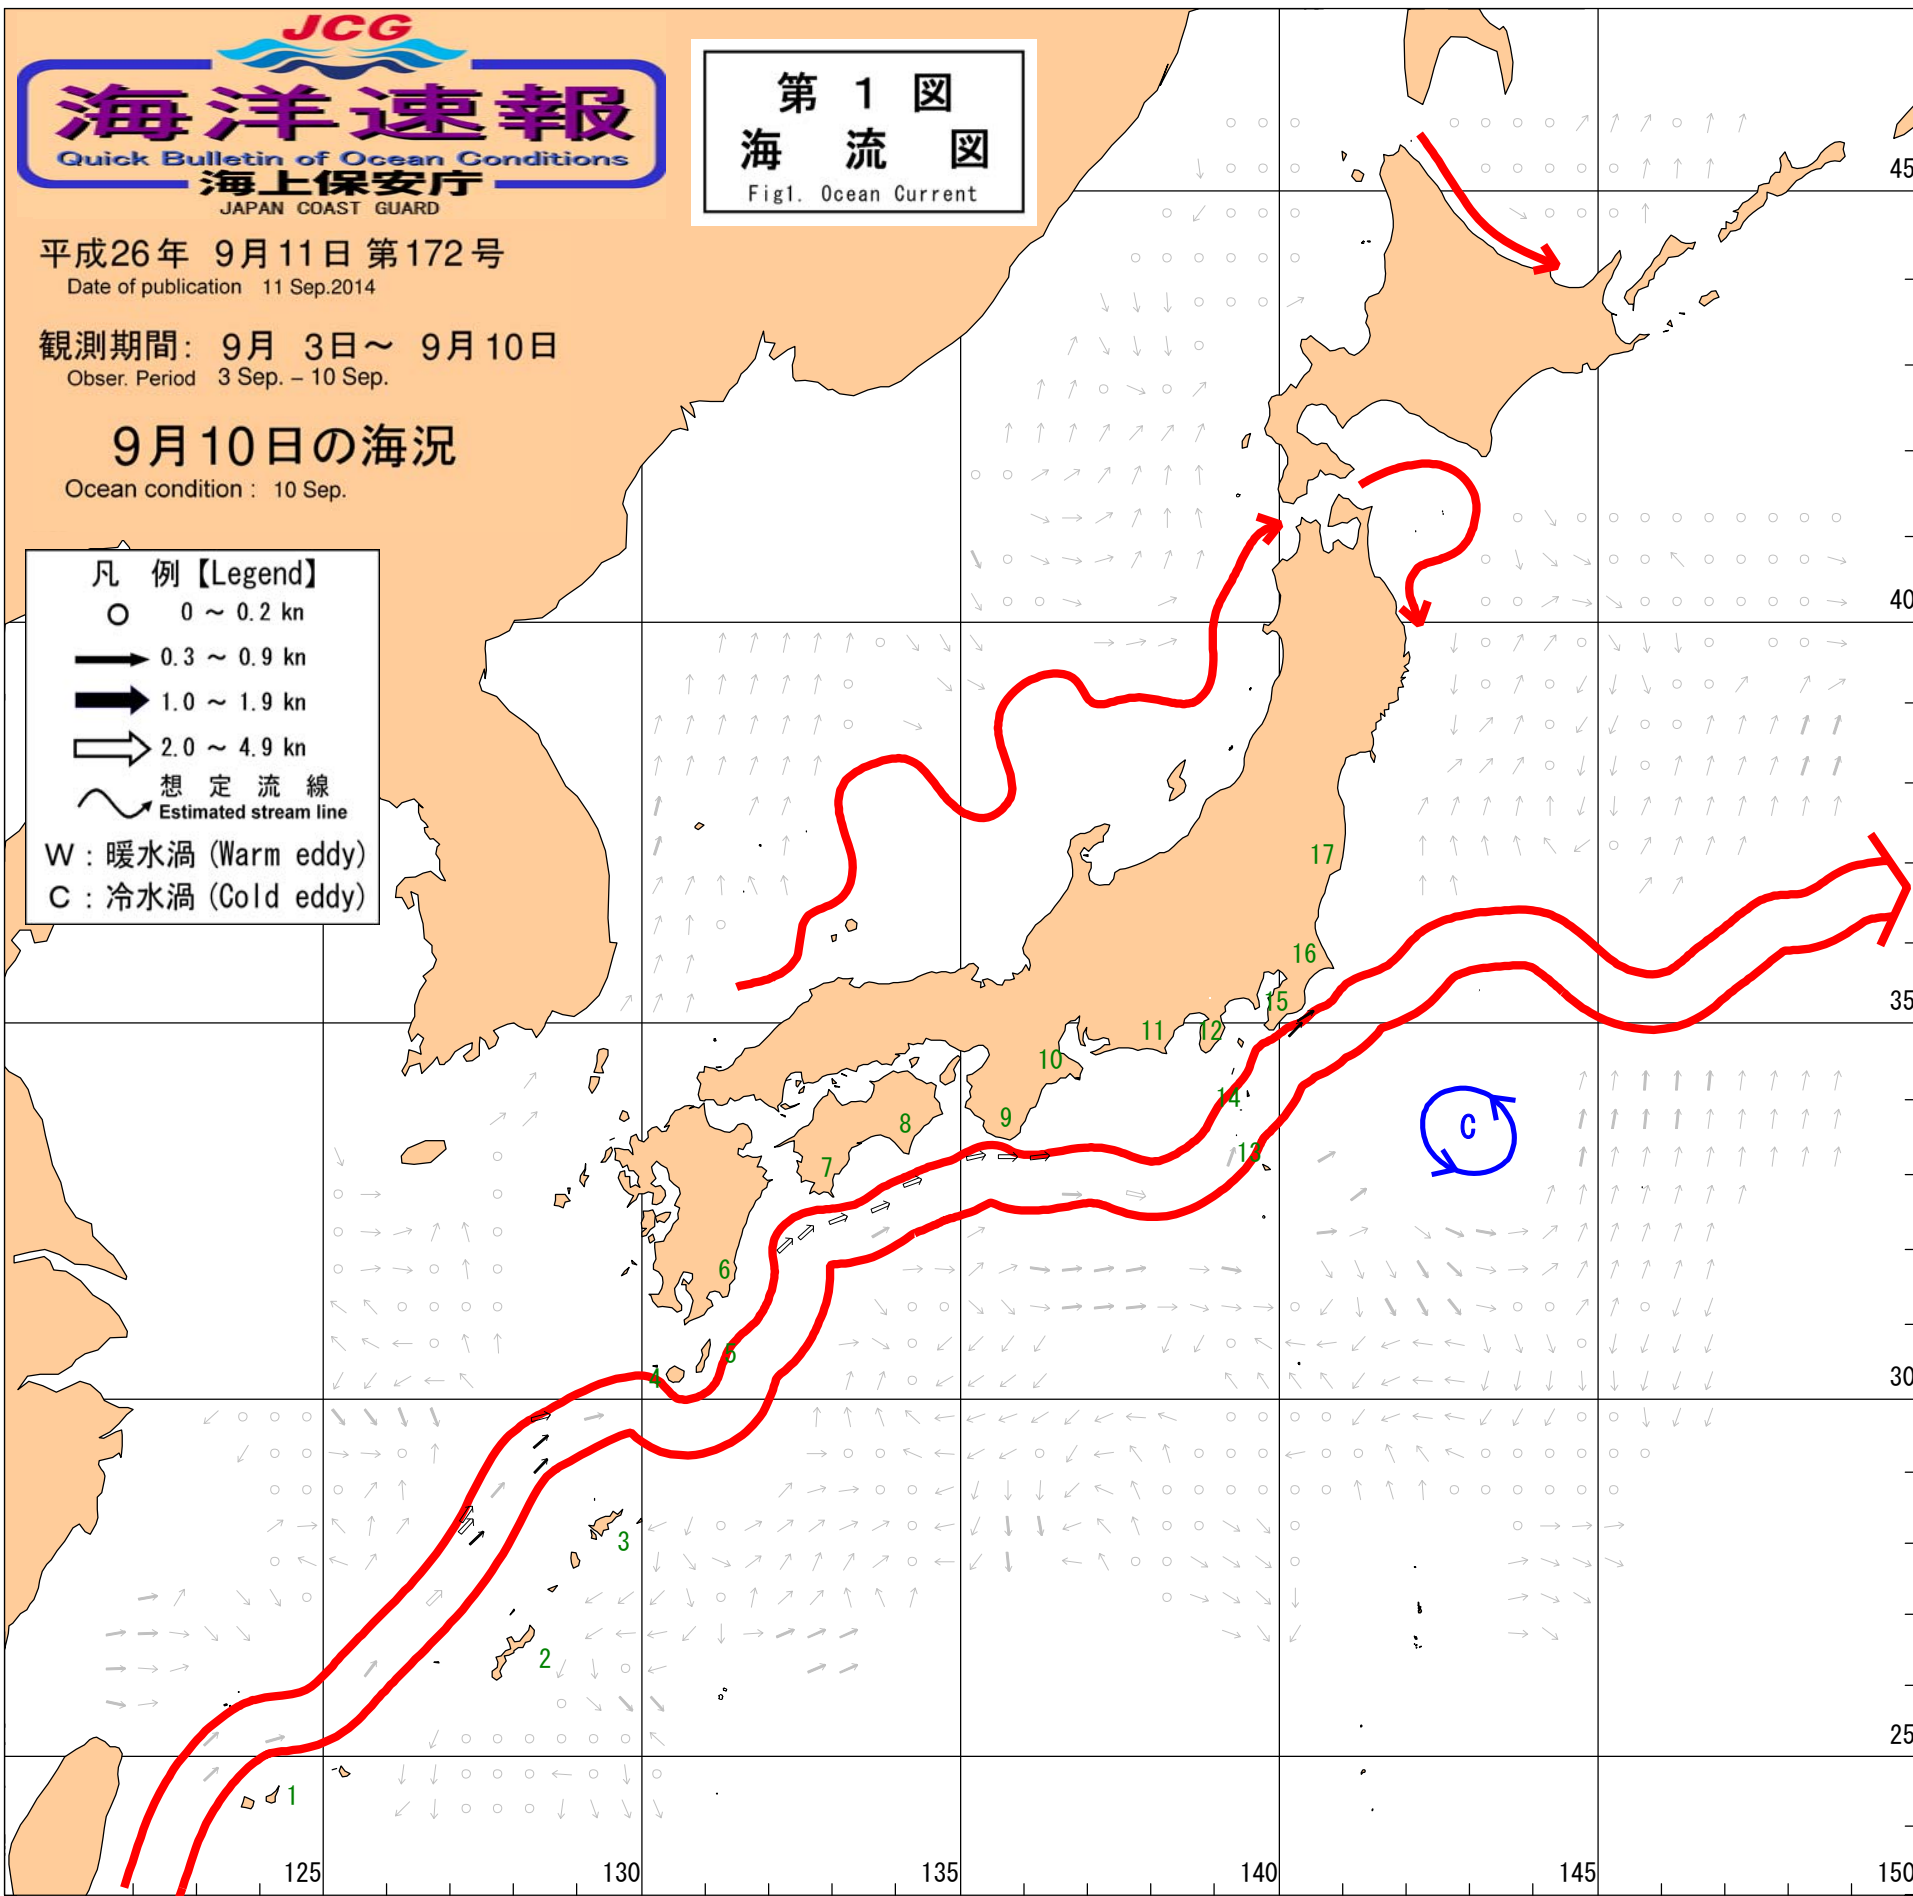 JCG
海洋速報
Quick Bulletin of Ocean Conditions
海上保安庁
JAPAN COAST GUARD
第 1 図
海 流 図
Fig1. Ocean Current
平成26年 9月11日 第172号
Date of publication 11 Sep.2014
観測期間: 9月 3日～ 9月10日
Obser. Period 3 Sep. – 10 Sep.
9月10日の海況
Ocean condition : 10 Sep.
凡 例【Legend】
0 ～ 0.2 kn
0.3 ～ 0.9 kn
1.0 ～ 1.9 kn
2.0 ～ 4.9 kn
想 定 流 線
Estimated stream line
W : 暖水渦 (Warm eddy)
C : 冷水渦 (Cold eddy)
45
40
17
16
15
35
11
12
10
14
9
8
C
13
7
6
5
4
30
3
2
25
1
125
130
135
140
145
150